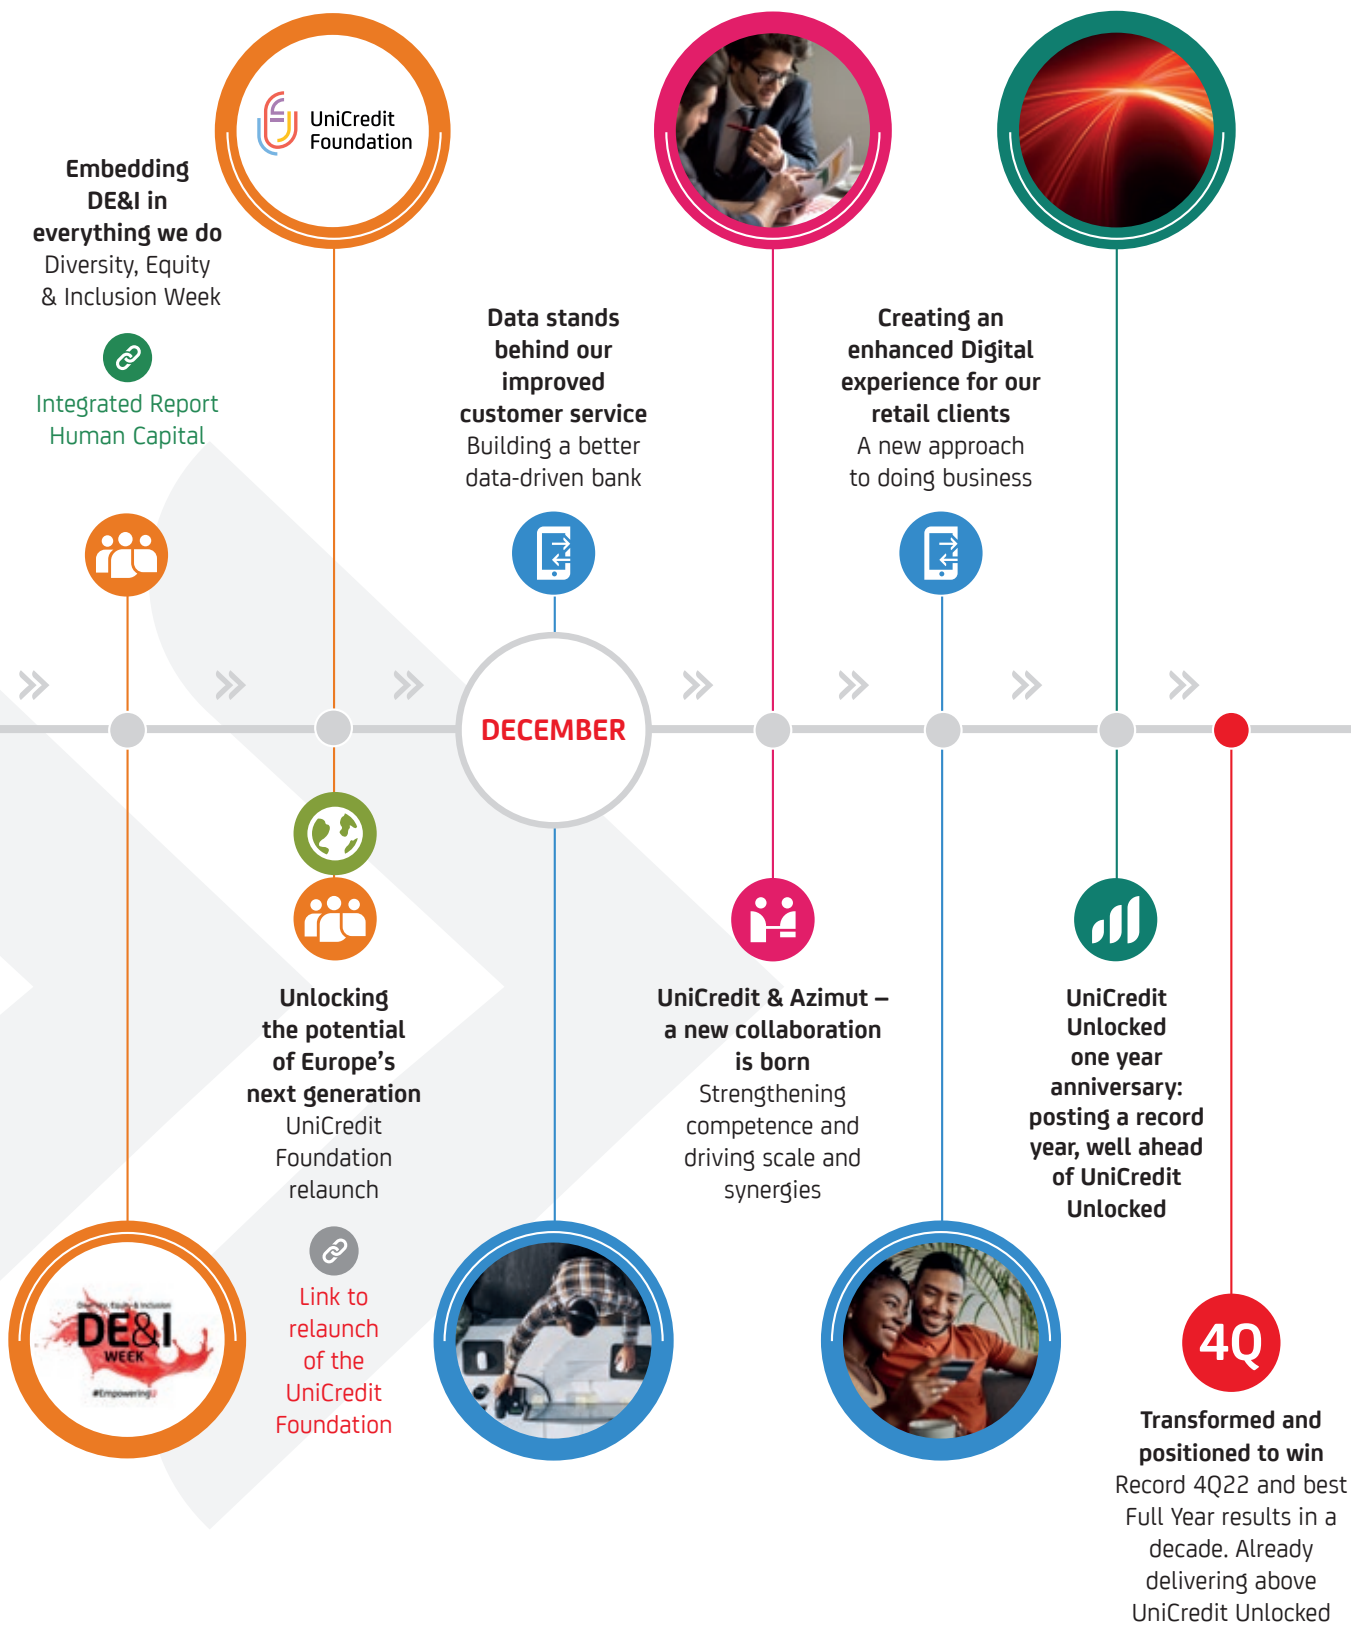 UniCredit
Foundation
Embedding
DE&I in
everything we do
Diversity, Equity
& Inclusion Week
Integrated Report
Human Capital
Data stands
behind our
improved
customer service
Building a better
data-driven bank
Creating an
enhanced Digital
experience for our
retail clients
A new approach
to doing business
DECEMBER
Unlocking
the potential
of Europe’s
next generation
UniCredit
Foundation
relaunch
Link to
relaunch
of the
UniCredit
Foundation
UniCredit & Azimut –
a new collaboration
is born
Strengthening
competence and
driving scale and
synergies
UniCredit
Unlocked
one year
anniversary:
posting a record
year, well ahead
of UniCredit
Unlocked
Diversity, Equity & Inclusion
DE&I
WEEK
#EmpoweringU
4Q
Transformed and
positioned to win
Record 4Q22 and best
Full Year results in a
decade. Already
delivering above
UniCredit Unlocked